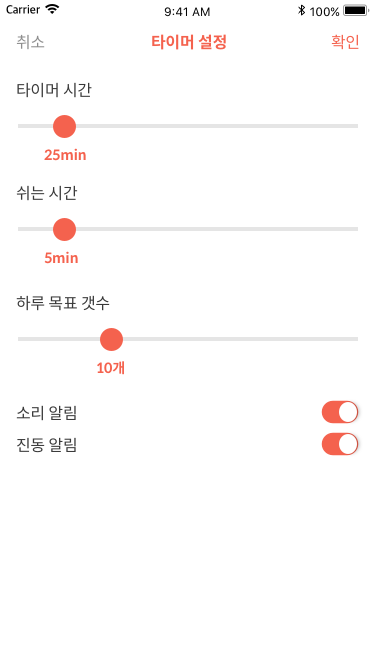 Carrier 9:41 AM 100%
취소 타이머 설정 확인
타이머 시간
25min
쉬는 시간
5min
하루 목표 갯수
10개
소리 알림
진동 알림